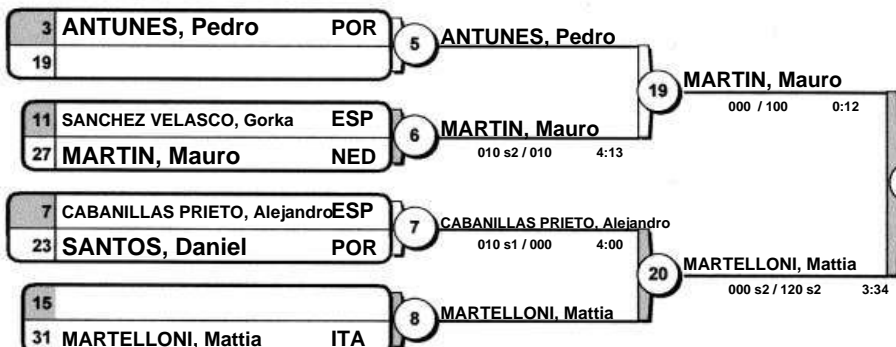 3 ANTUNES, Pedro POR
19
5
ANTUNES, Pedro
11 SANCHEZ VELASCO, Gorka ESP
27 MARTIN, Mauro NED
6
MARTIN, Mauro
010 s2 / 010 4:13
19
MARTIN, Mauro
000 / 100 0:12
7 CABANILLAS PRIETO, Alejandro ESP
23 SANTOS, Daniel POR
7
CABANILLAS PRIETO, Alejandro
010 s1 / 000 4:00
15
31 MARTELLONI, Mattia ITA
8
MARTELLONI, Mattia
20
MARTELLONI, Mattia
000 s2 / 120 s2 3:34